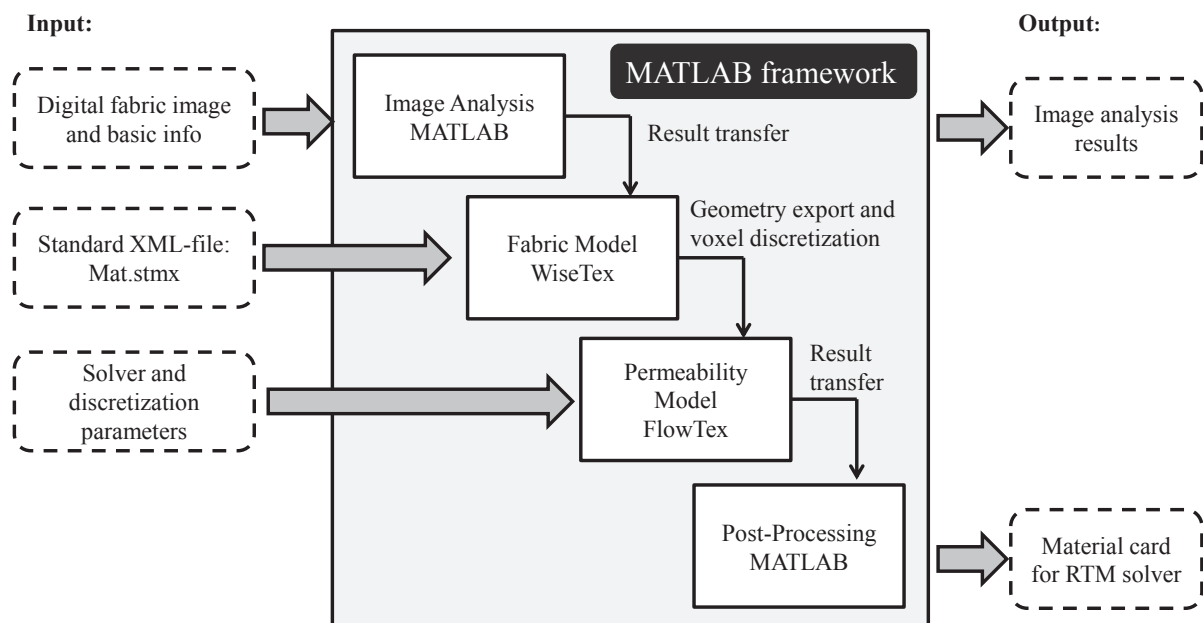 Input:
Output:
MATLAB framework
Digital fabric image
and basic info
Image Analysis
MATLAB
Result transfer
Image analysis
results
Standard XML-file:
Mat.stmx
Fabric Model
WiseTex
Geometry export and
voxel discretization
Solver and
discretization
parameters
Permeability
Model
FlowTex
Result
transfer
Post-Processing
MATLAB
Material card
for RTM solver